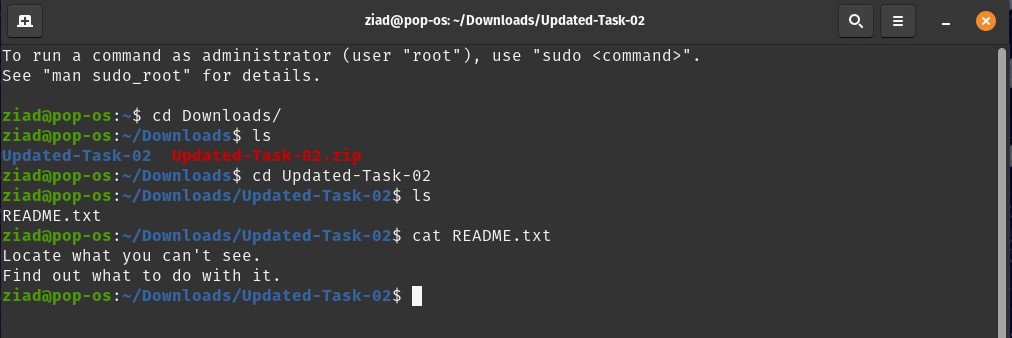 ziad@pop-os: ~/Downloads/Updated-Task-02
To run a command as administrator (user "root"), use "sudo <command>".
See "man sudo_root" for details.
ziad@pop-os:~$ cd Downloads/
ziad@pop-os:~/Downloads$ ls
Updated-Task-02  Updated-Task-02.zip
ziad@pop-os:~/Downloads$ cd Updated-Task-02
ziad@pop-os:~/Downloads/Updated-Task-02$ ls
README.txt
ziad@pop-os:~/Downloads/Updated-Task-02$ cat README.txt
Locate what you can't see.
Find out what to do with it.
ziad@pop-os:~/Downloads/Updated-Task-02$